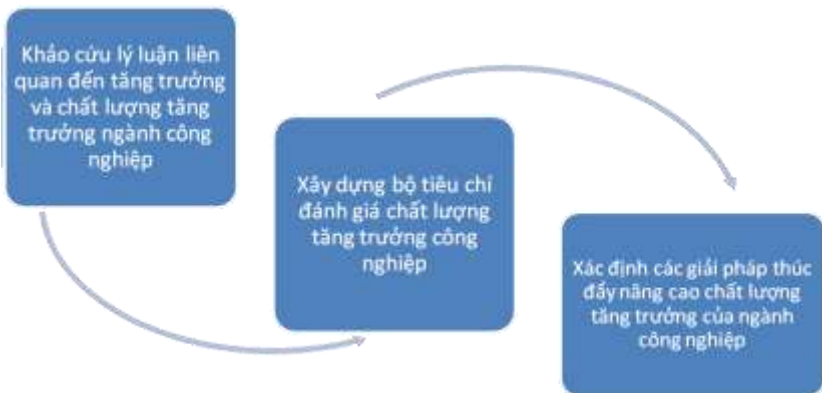 Khảo cứu lý luận liên
quan đến tăng trưởng
và chất lượng tăng
trưởng ngành công
nghiệp
Xây dựng bộ tiêu chí
đánh giá chất lượng
tăng trưởng công
nghiệp
Xác định các giải pháp thúc
đẩy nâng cao chất lượng
tăng trưởng của ngành
công nghiệp